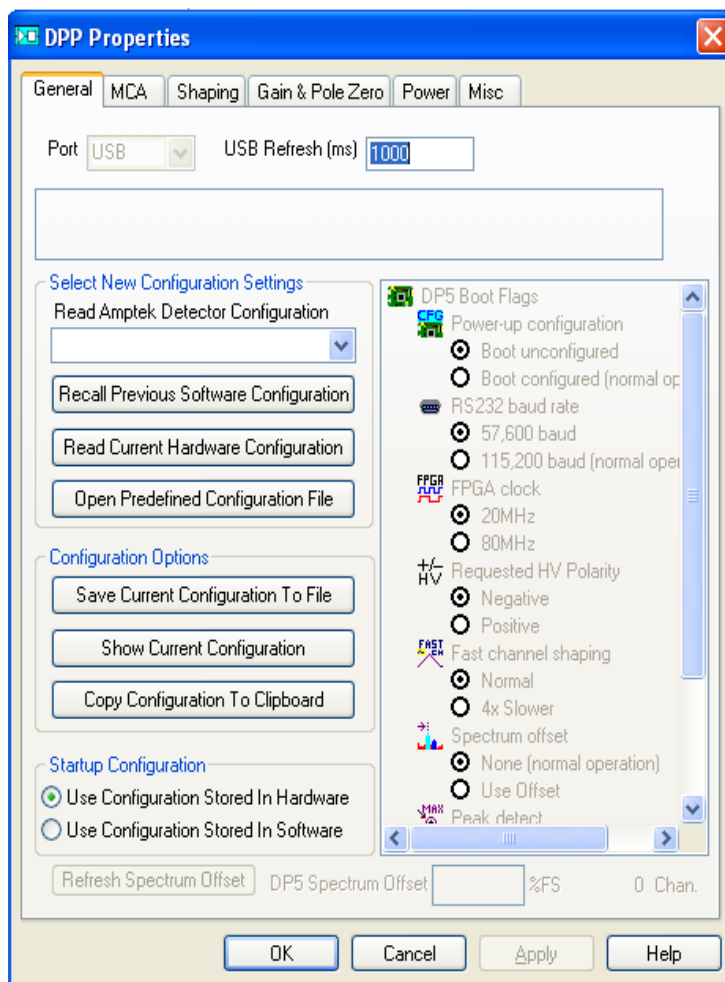 DPP Properties
General MCA Shaping Gain & Pole Zero Power Misc
Port USB USB Refresh (ms) 1000
Select New Configuration Settings
Read Amptek Detector Configuration
Recall Previous Software Configuration
Read Current Hardware Configuration
Open Predefined Configuration File
Configuration Options
Save Current Configuration To File
Show Current Configuration
Copy Configuration To Clipboard
Startup Configuration
Use Configuration Stored In Hardware
Use Configuration Stored In Software
DP5 Boot Flags
CFG
Power-up configuration
Boot unconfigured
Boot configured (normal op
RS232 baud rate
57,600 baud
115,200 baud (normal oper
FPGA
FPGA clock
20MHz
80MHz
+/-
HV
Requested HV Polarity
Negative
Positive
FAST
Fast channel shaping
Normal
4x Slower
Spectrum offset
None (normal operation)
Use Offset
MAX
Peak detect
Refresh Spectrum Offset DP5 Spectrum Offset %FS 0 Chan.
OK Cancel Apply Help